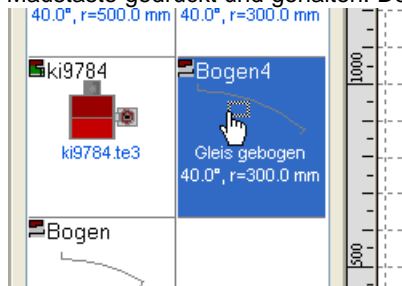 Maustaste gedrückt und gehalten. D
40.0°, r=500.0 mm 40.0°, r=300.0 mm
ki9784
Bogen4
ki9784.te3
Gleis gebogen
40.0°, r=300.0 mm
Bogen
1000
500